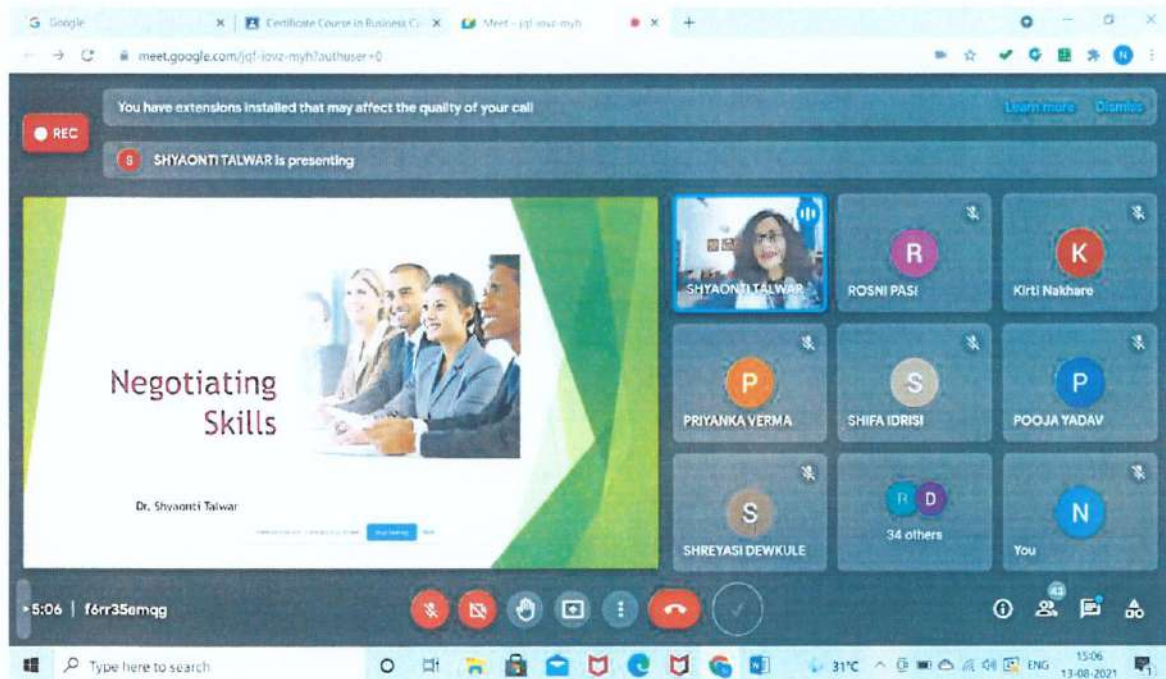 Google
Certificate Course in Business C
Meet – jqf-iovz-myh
meet.google.com/jqf-iovz-myh?authuser=0
N
You have extensions installed that may affect the quality of your call
Learn more Dismiss
REC
S SHYAONTI TALWAR is presenting
Negotiating
Skills
Dr. Shyaonti Talwar
SHYAONTI TALWAR
R
ROSNI PASI
K
Kirti Nakhare
P
PRIYANKA VERMA
S
SHIFA IDRISI
P
POOJA YADAV
S
SHREYASI DEWKULE
R D
34 others
N
You
5:06 | f6rr35emqg
43
Type here to search
31°C
ENG
15:06
13-08-2021
1